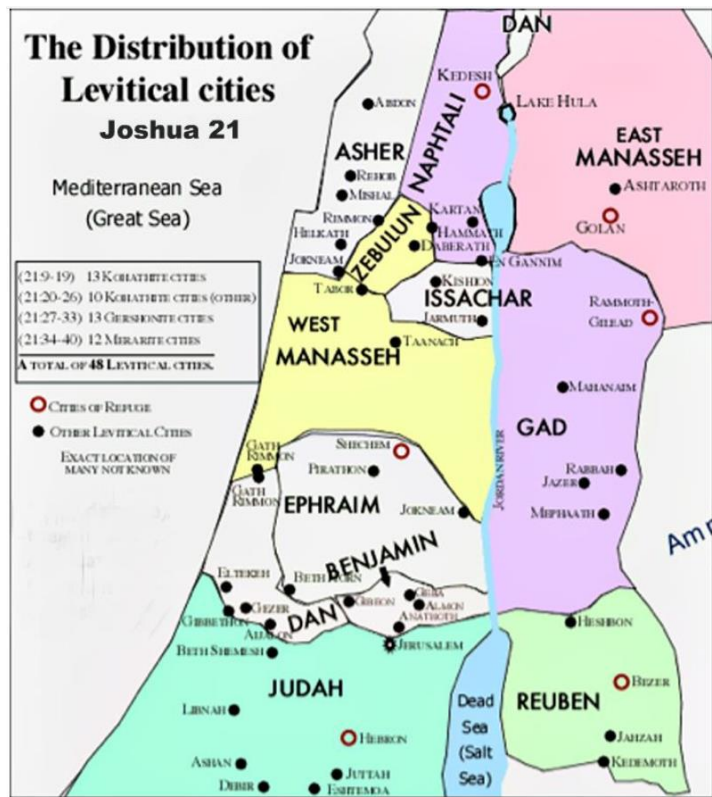 The Distribution of
Levitical cities
Joshua 21
Mediterranean Sea
(Great Sea)
(21:9-19) 13 KOHATHITE CITIES
(21:20-26) 10 KOHATHITE CITIES (OTHER)
(21:27-33) 13 GERSHONITE CITIES
(21:34-40) 12 MERARITE CITIES
A TOTAL OF 48 LEVITICAL CITIES.
CITIES OF REFUGE
OTHER LEVITICAL CITIES
EXACT LOCATION OF
MANY NOT KNOWN
DAN
KEDESH
LAKE HULA
ABDON
NAPHTALI
EAST
MANASSEH
ASHER
REHOB
MISHAL
ASHTAROTH
GOLAN
RIMMON
KARTAN
HAMMATH
HELKATH
ZEBULUN
DABERATH
JOKNEAM
EN GANNIM
TABOR
KISHION
ISSACHAR
JARMUTH
RAMMOTH-
GILEAD
WEST
MANASSEH
TAANACH
MAHANAIM
GAD
JORDAN RIVER
GATH
RIMMON
SHECHEM
PIRATHON
RABBAH
JAZER
GATH
RIMMON
EPHRAIM
JOKNEAM
MEPHAATH
Am
BENJAMIN
ELTEKEH
BETH HORN
GEBA
GEZER
DAN
GIBEON
ALMON
ANATHOTH
GIBBETHON
AIJALON
HESHBON
BETH SHEMESH
JERUSALEM
JUDAH
REUBEN
BEZER
LIBNAH
Dead
Sea
(Salt
Sea)
HEBRON
JAHZAH
ASHAN
JUTTAH
KEDEMOTH
DEBIR
ESHTEMOA